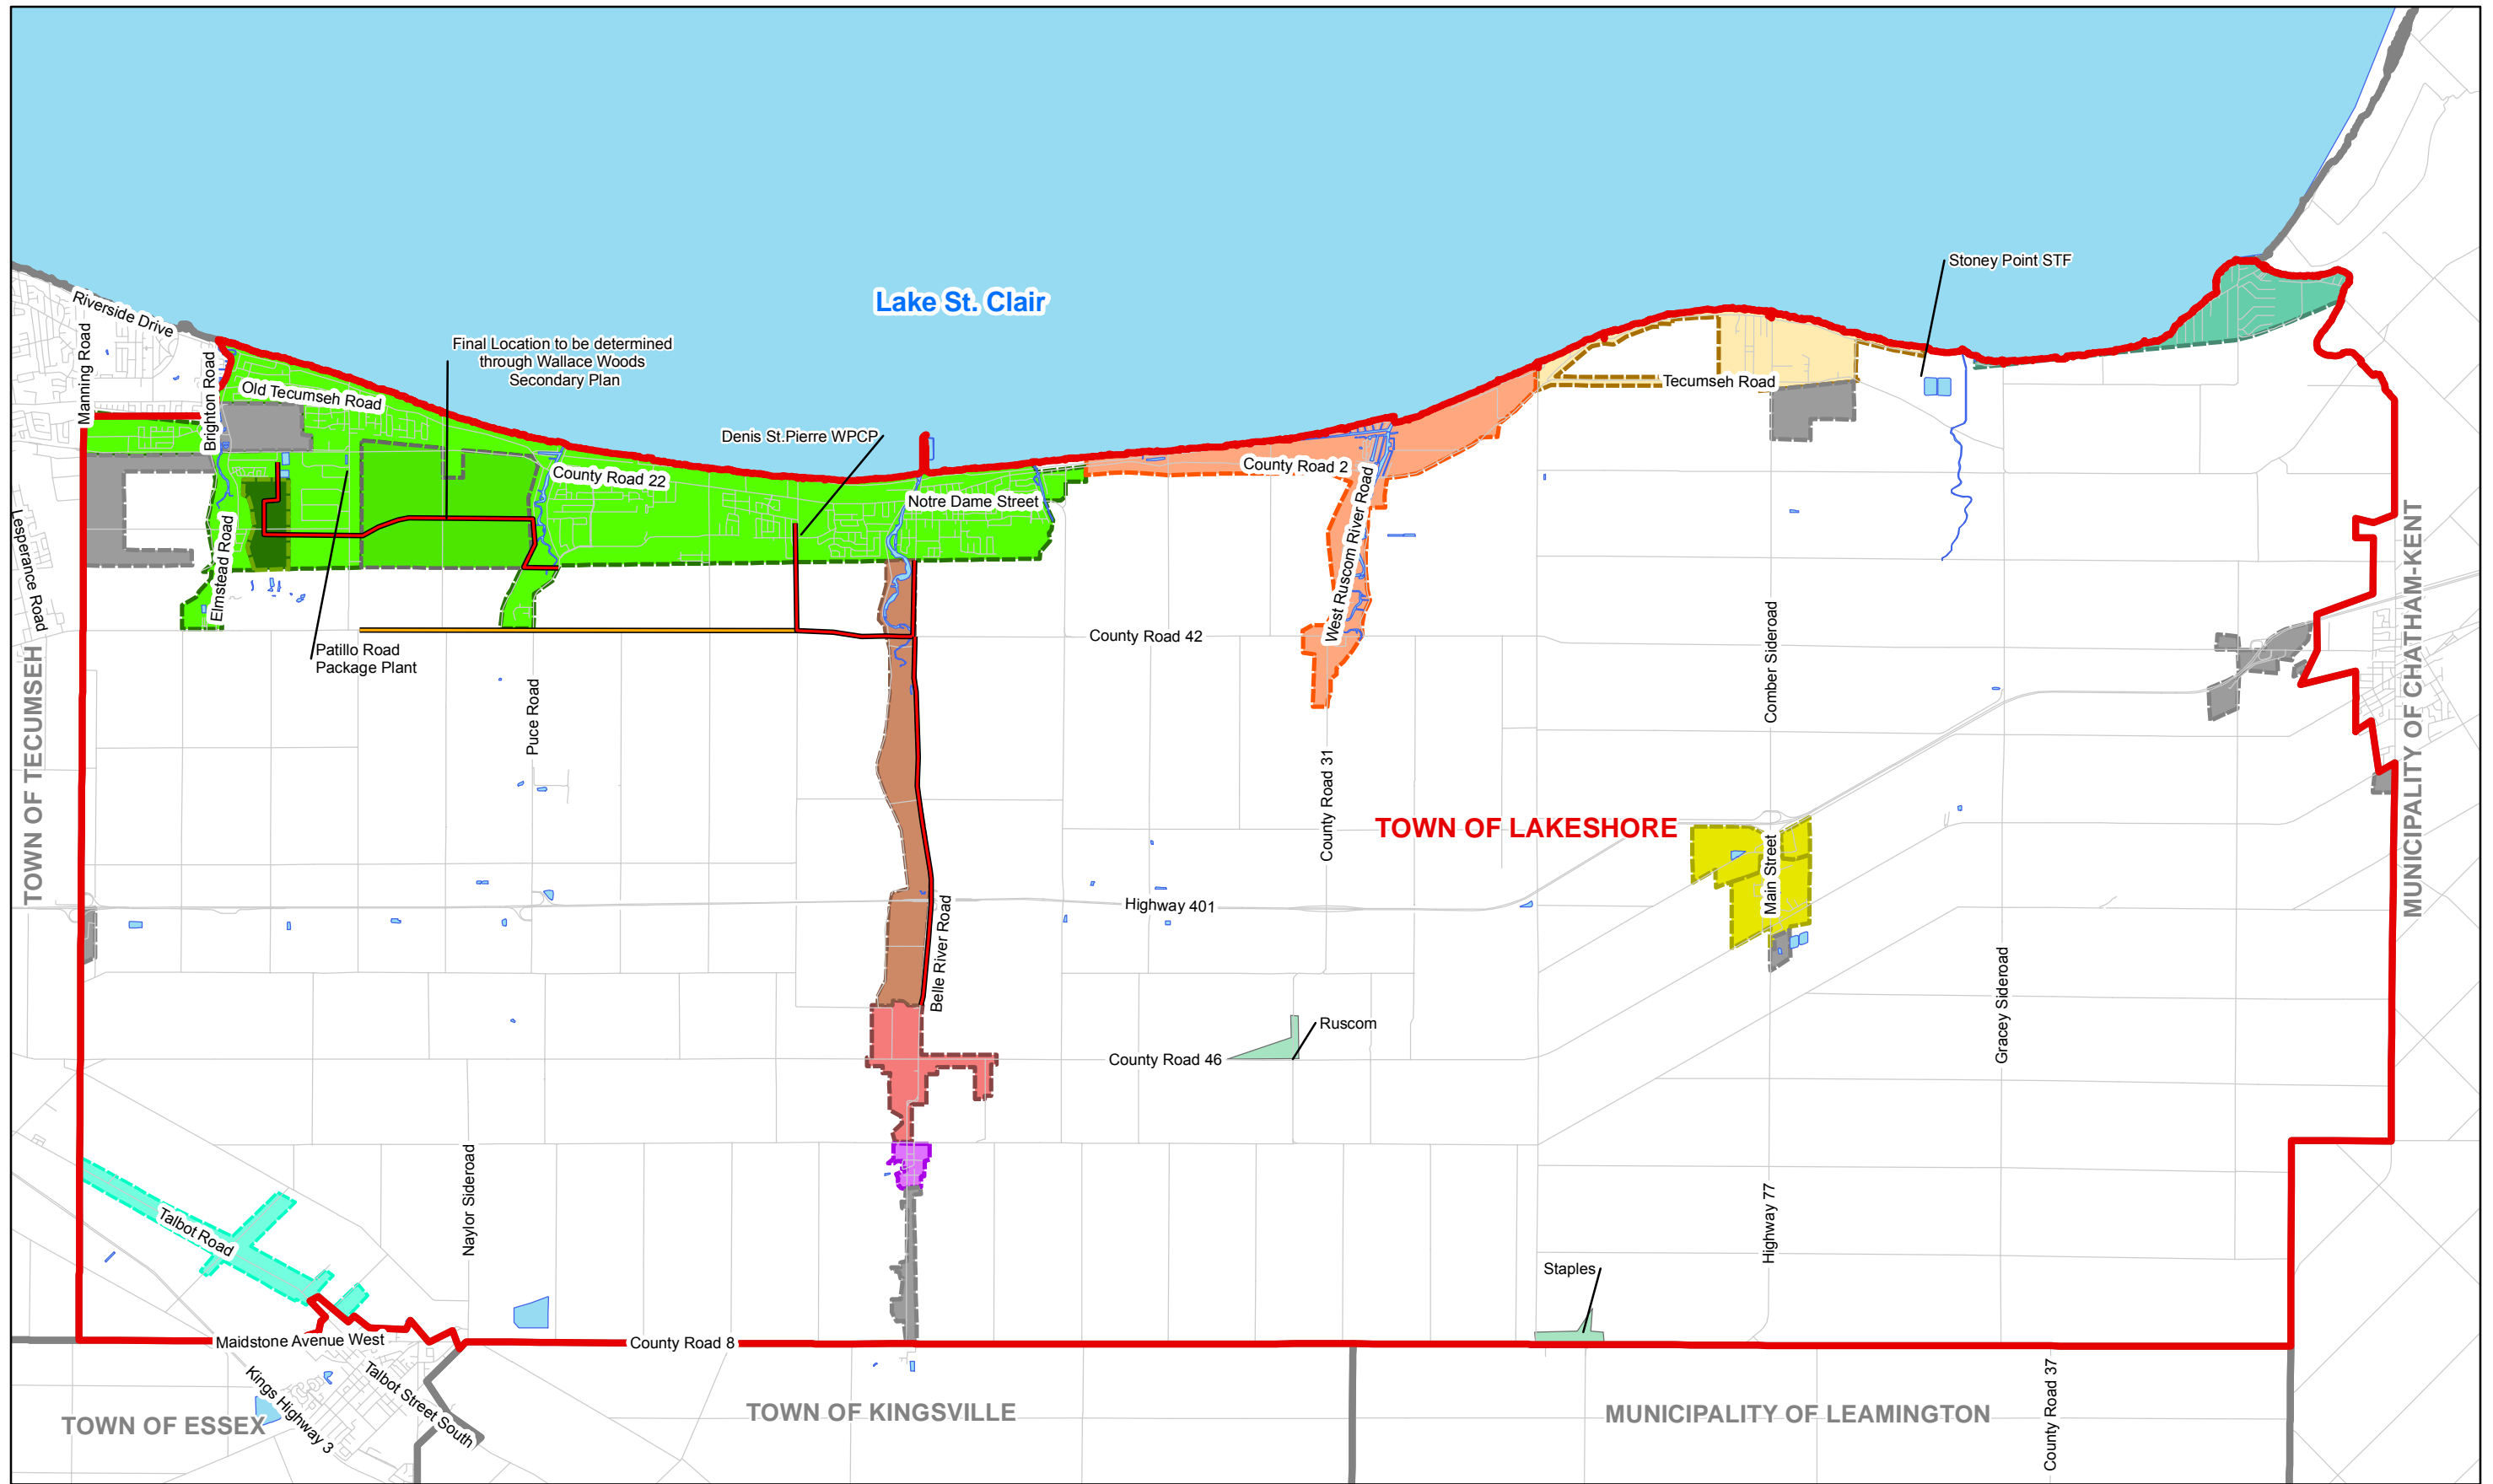 Stoney Point STF
Lake St. Clair
Riverside Drive
Manning Road
Final Location to be determined
through Wallace Woods
Secondary Plan
Brighton Road
Old Tecumseh Road
Tecumseh Road
Denis St.Pierre WPCP
County Road 22
County Road 2
Notre Dame Street
West Ruscom River Road
Lesperance Road
Elmstead Road
County Road 42
Patillo Road
Package Plant
Puce Road
Comber Sideroad
TOWN OF TECUMSEH
MUNICIPALITY OF CHATHAM-KENT
County Road 31
TOWN OF LAKESHORE
Main Street
Highway 401
Belle River Road
Gracey Sideroad
Ruscom
County Road 46
Naylor Sideroad
Talbot Road
Highway 77
Staples
Maidstone Avenue West
County Road 8
Kings Highway 3
Talbot Street South
County Road 37
TOWN OF ESSEX
TOWN OF KINGSVILLE
MUNICIPALITY OF LEAMINGTON